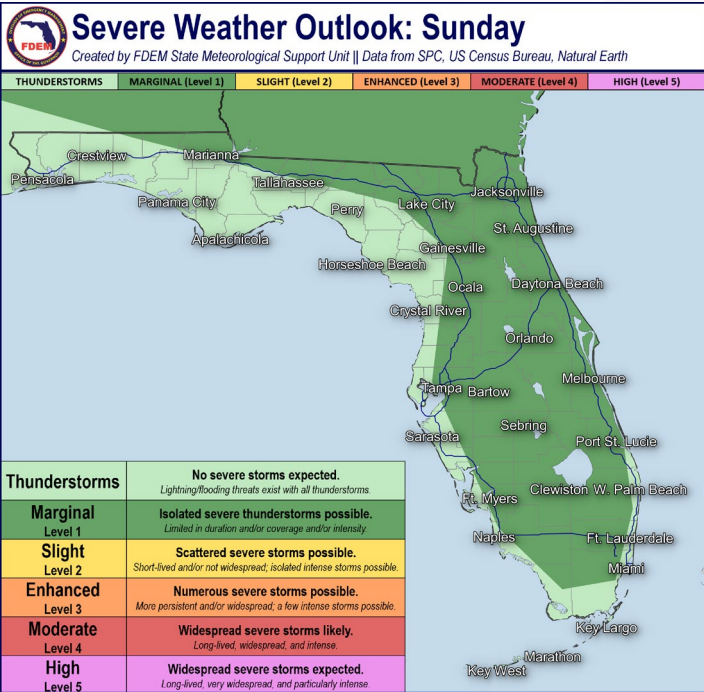 Severe Weather Outlook: Sunday
FDEM
Created by FDEM State Meteorological Support Unit || Data from SPC, US Census Bureau, Natural Earth
THUNDERSTORMS MARGINAL (Level 1) SLIGHT (Level 2) ENHANCED (Level 3) MODERATE (Level 4) HIGH (Level 5)
Crestview
Marianna
Pensacola
Tallahassee
Jacksonville
Panama City
Perry
Lake City
St. Augustine
Apalachicola
Gainesville
Horseshoe Beach
Ocala
Daytona Beach
Crystal River
Orlando
Melbourne
Tampa
Bartow
Sebring
Sarasota
Port St. Lucie
Ft. Myers
Clewiston
W. Palm Beach
Naples
Ft. Lauderdale
Miami
Key Largo
Marathon
Key West
Thunderstorms
No severe storms expected.
Lightning/flooding threats exist with all thunderstorms.
Marginal
Level 1
Isolated severe thunderstorms possible.
Limited in duration and/or coverage and/or intensity.
Slight
Level 2
Scattered severe storms possible.
Short-lived and/or not widespread; isolated intense storms possible.
Enhanced
Level 3
Numerous severe storms possible.
More persistent and/or widespread; a few intense storms possible.
Moderate
Level 4
Widespread severe storms likely.
Long-lived, widespread, and intense.
High
Level 5
Widespread severe storms expected.
Long-lived, very widespread, and particularly intense.